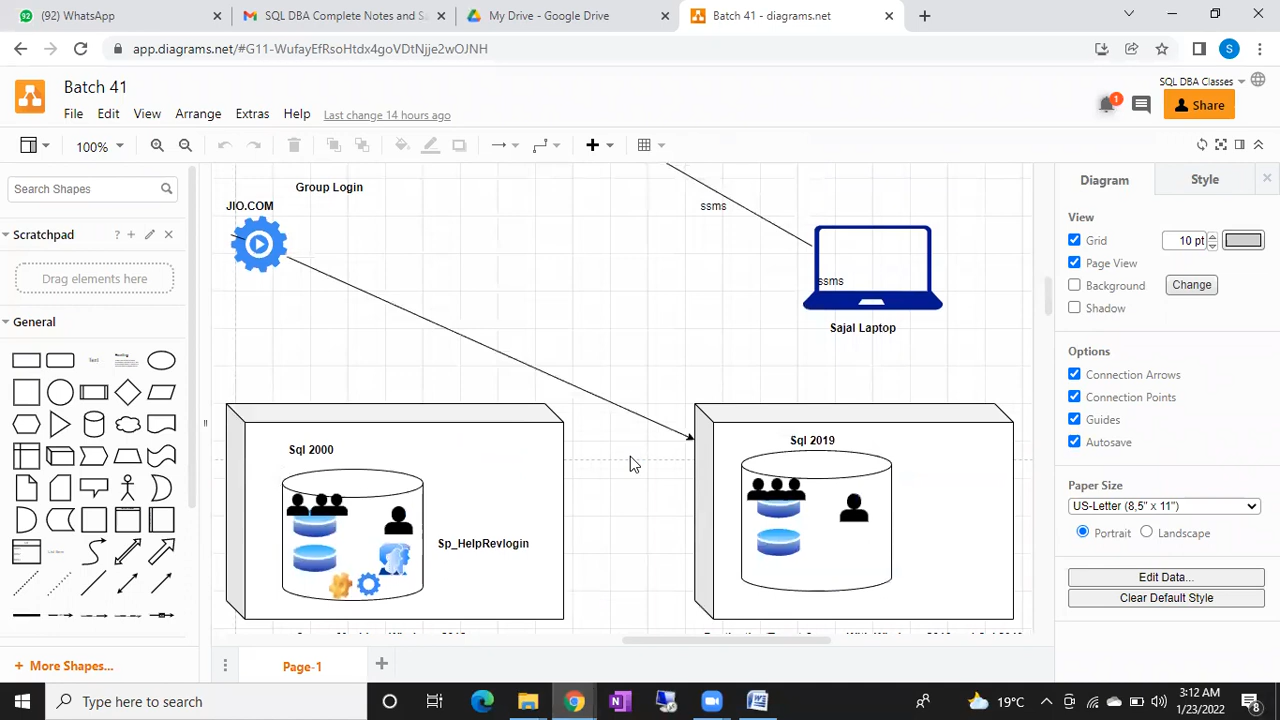 (92) WhatsApp
SQL DBA Complete Notes and Sa
My Drive - Google Drive
Batch 41 - diagrams.net
app.diagrams.net/#G11-WufayEfRsoHtdx4goVDtNjje2wOJNH
S
Batch 41
SQL DBA Classes
File Edit View Arrange Extras Help Last change 14 hours ago
1
Share
100%
Search Shapes
Scratchpad
Drag elements here
General
Text
Heading
More Shapes...
Group Login
JIO.COM
ssms
ssms
Sajal Laptop
Sql 2000
Sp_HelpRevlogin
Sql 2019
Page-1
Diagram
Style
View
Grid
10 pt
Page View
Background
Change
Shadow
Options
Connection Arrows
Connection Points
Guides
Autosave
Paper Size
US-Letter (8,5" x 11")
Portrait
Landscape
Edit Data...
Clear Default Style
Type here to search
19°C
3:12 AM
1/23/2022
8